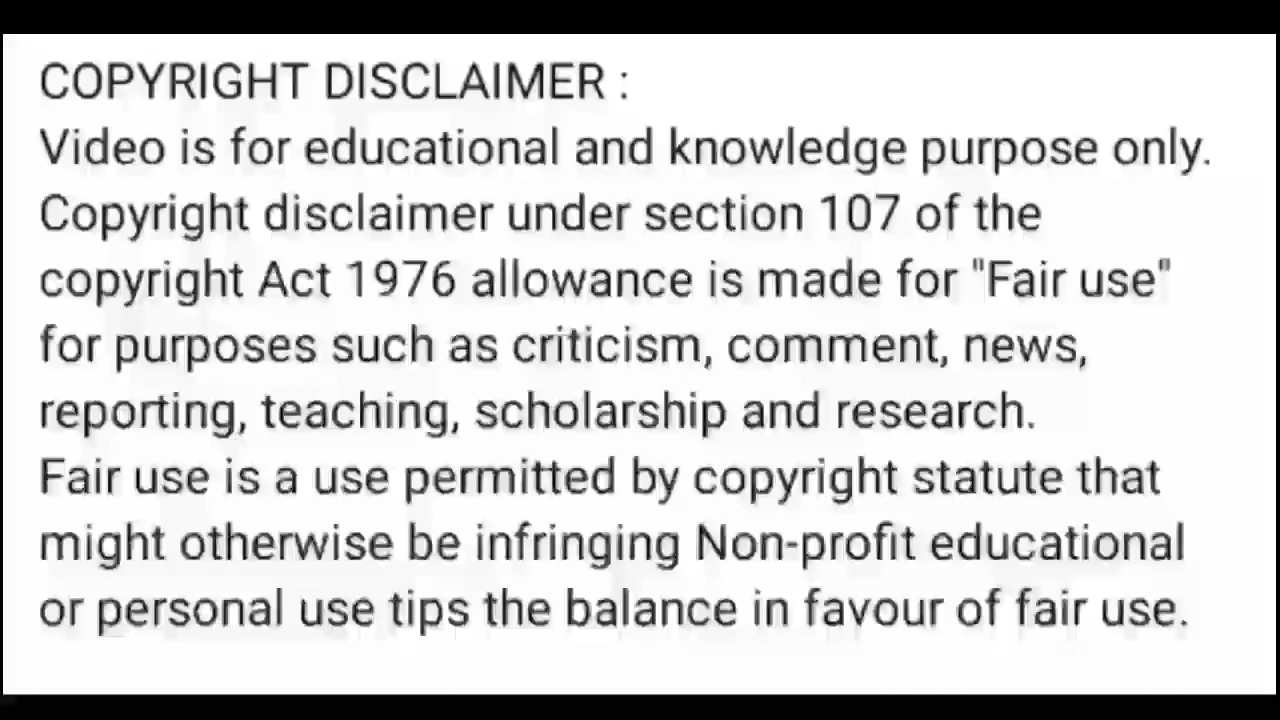 COPYRIGHT DISCLAIMER :
Video is for educational and knowledge purpose only.
Copyright disclaimer under section 107 of the
copyright Act 1976 allowance is made for "Fair use"
for purposes such as criticism, comment, news,
reporting, teaching, scholarship and research.
Fair use is a use permitted by copyright statute that
might otherwise be infringing Non-profit educational
or personal use tips the balance in favour of fair use.